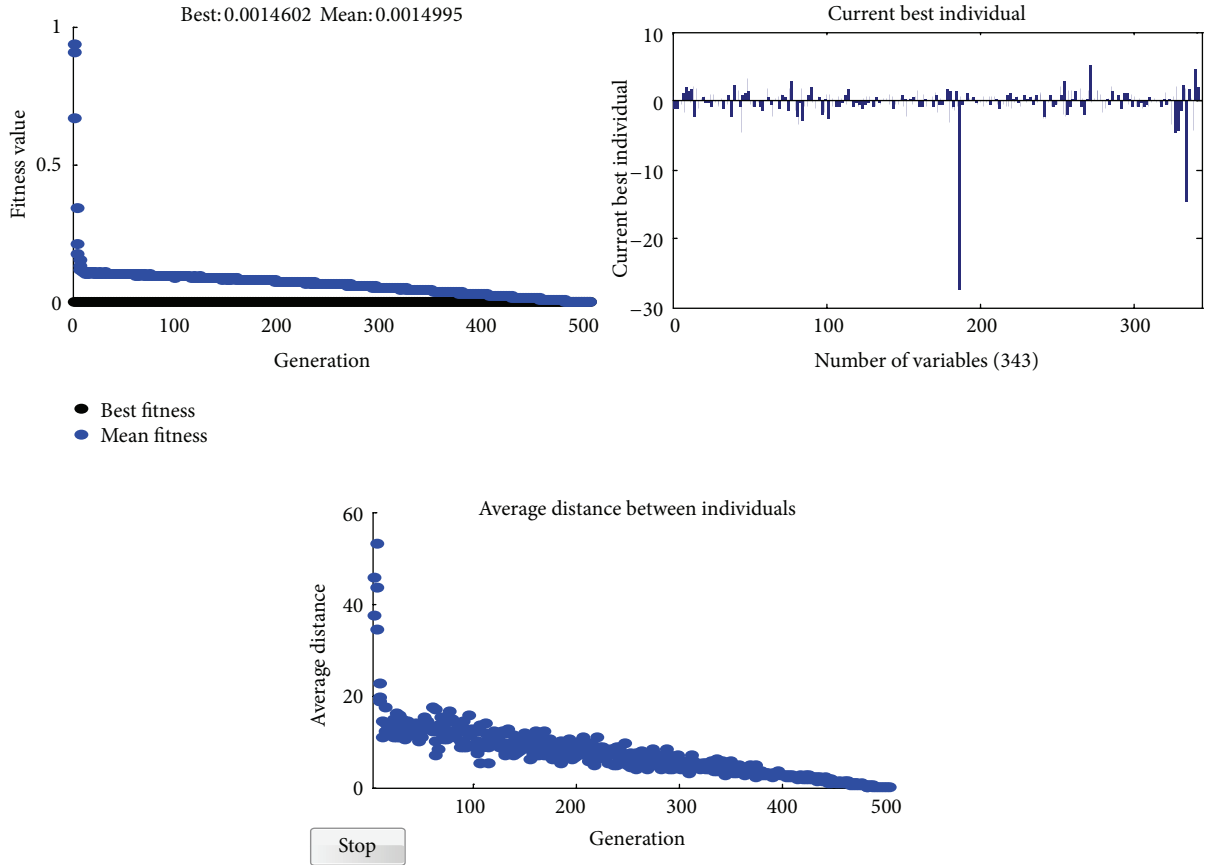 Best: 0.0014602 Mean: 0.0014995
1
0.5
0
Fitness value
0 100 200 300 400 500
Generation
Best fitness
Mean fitness
Current best individual
10
0
−10
−20
−30
Current best individual
0 100 200 300
Number of variables (343)
Average distance between individuals
60
40
20
0
Average distance
100 200 300 400 500
Generation
Stop